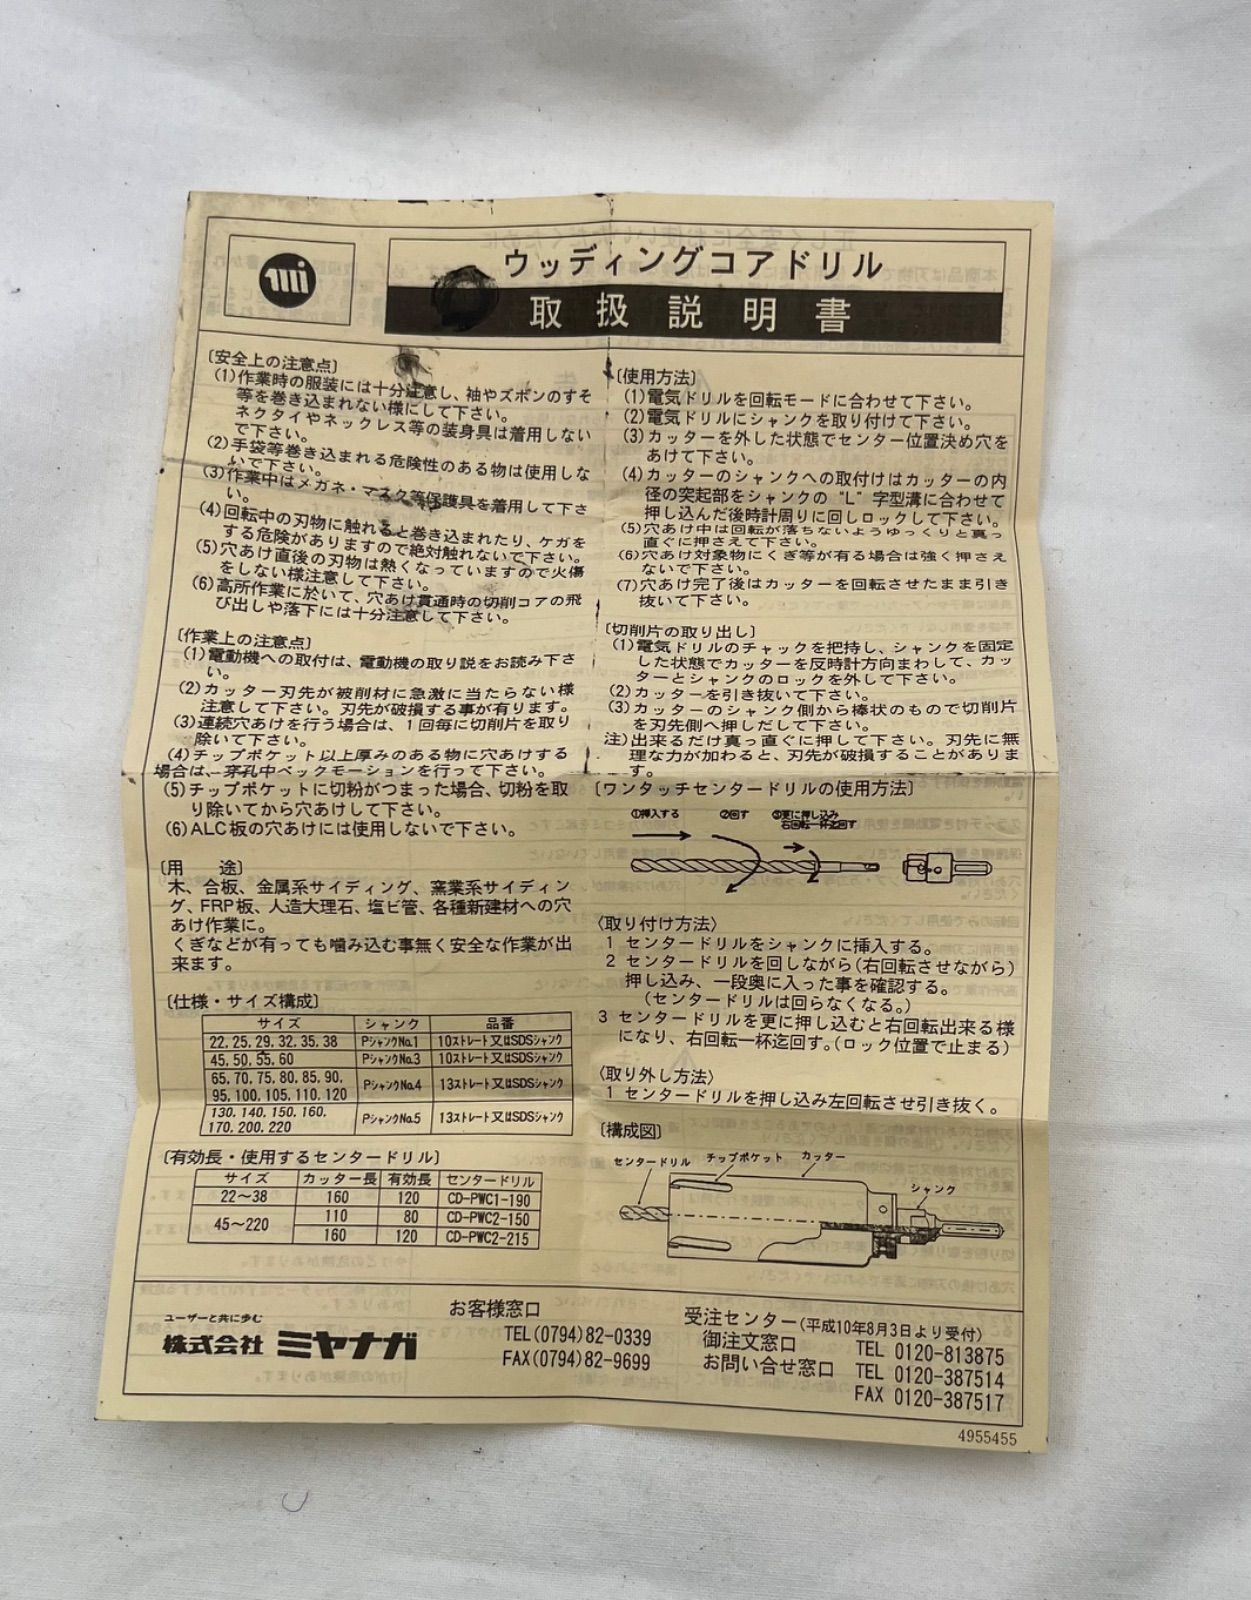 mi
ウッディングコアドリル
取扱説明書
〔安全上の注意点〕
(1)作業時の服装には十分注意し、袖やズボンのすそ
等を巻き込まれない様にして下さい。
ネクタイやネックレス等の装身具は着用しない
で下さい。
(2)手袋等巻き込まれる危険性のある物は使用しな
いで下さい。
(3)作業中はメガネ・マスク等保護具を着用して下さ
い。
(4)回転中の刃物に触れると巻き込まれたり、ケガを
する危険がありますので絶対触れないで下さい。
(5)穴あけ直後の刃物は熱くなっていますので火傷
をしない様注意して下さい。
(6)高所作業に於いて、穴あけ貫通時の切削コアの飛
び出しや落下には十分注意して下さい。
〔作業上の注意点〕
(1)電動機への取付は、電動機の取り説をお読み下さ
い。
(2)カッター刃先が被削材に急激に当たらない様
注意して下さい。刃先が破損する事が有ります。
(3)連続穴あけを行う場合は、1回毎に切削片を取り
除いて下さい。
(4)チップポケット以上厚みのある物に穴あけする
場合は、穿孔中ペックモーションを行って下さい。
(5)チップポケットに切粉がつまった場合、切粉を取
り除いてから穴あけして下さい。
(6)ALC板の穴あけには使用しないで下さい。
〔用　途〕
木、合板、金属系サイディング、窯業系サイディン
グ、FRP板、人造大理石、塩ビ管、各種新建材への穴
あけ作業に。
くぎなどが有っても噛み込む事無く安全な作業が出
来ます。
〔仕様・サイズ構成〕
サイズ シャンク 品番
22.25.29.32.35.38 PシャンクNo.1 10ストレート又はSDSシャンク
45.50.55.60 PシャンクNo.3 10ストレート又はSDSシャンク
65.70.75.80.85.90.
95.100.105.110.120 PシャンクNo.4 13ストレート又はSDSシャンク
130.140.150.160.
170.200.220 PシャンクNo.5 13ストレート又はSDSシャンク
〔有効長・使用するセンタードリル〕
サイズ カッター長 有効長 センタードリル
22～38 160 120 CD-PWC1-190
45～220 110 80 CD-PWC2-150
160 120 CD-PWC2-215
〔使用方法〕
(1)電気ドリルを回転モードに合わせて下さい。
(2)電気ドリルにシャンクを取り付けて下さい。
(3)カッターを外した状態でセンター位置決め穴を
あけて下さい。
(4)カッターのシャンクへの取付けはカッターの内
径の突起部をシャンクの"L"字型溝に合わせて
押し込んだ後時計周りに回しロックして下さい。
(5)穴あけ中は回転が落ちないようゆっくりと真っ
直ぐに押さえて下さい。
(6)穴あけ対象物にくぎ等が有る場合は強く押さえ
ないで下さい。
(7)穴あけ完了後はカッターを回転させたまま引き
抜いて下さい。
〔切削片の取り出し〕
(1)電気ドリルのチャックを把持し、シャンクを固定
した状態でカッターを反時計方向まわして、カッ
ターとシャンクのロックを外して下さい。
(2)カッターを引き抜いて下さい。
(3)カッターのシャンク側から棒状のもので切削片
を刃先側へ押しだして下さい。
注)出来るだけ真っ直ぐに押して下さい。刃先に無
理な力が加わると、刃先が破損することがありま
す。
〔ワンタッチセンタードリルの使用方法〕
①挿入する ②回す ③更に押し込み
右回転一杯迄回す
〈取り付け方法〉
1 センタードリルをシャンクに挿入する。
2 センタードリルを回しながら(右回転させながら)
押し込み、一段奥に入った事を確認する。
(センタードリルは回らなくなる。)
3 センタードリルを更に押し込むと右回転出来る様
になり、右回転一杯迄回す。(ロック位置で止まる)
〈取り外し方法〉
1 センタードリルを押し込み左回転させ引き抜く。
〔構成図〕
センタードリル チップポケット カッター
シャンク
ユーザーと共に歩む
株式会社 ミヤナガ
お客様窓口
TEL(0794)82-0339
FAX(0794)82-9699
受注センター(平成10年8月3日より受付)
御注文窓口 TEL 0120-813875
お問い合せ窓口 TEL 0120-387514
FAX 0120-387517
4955455